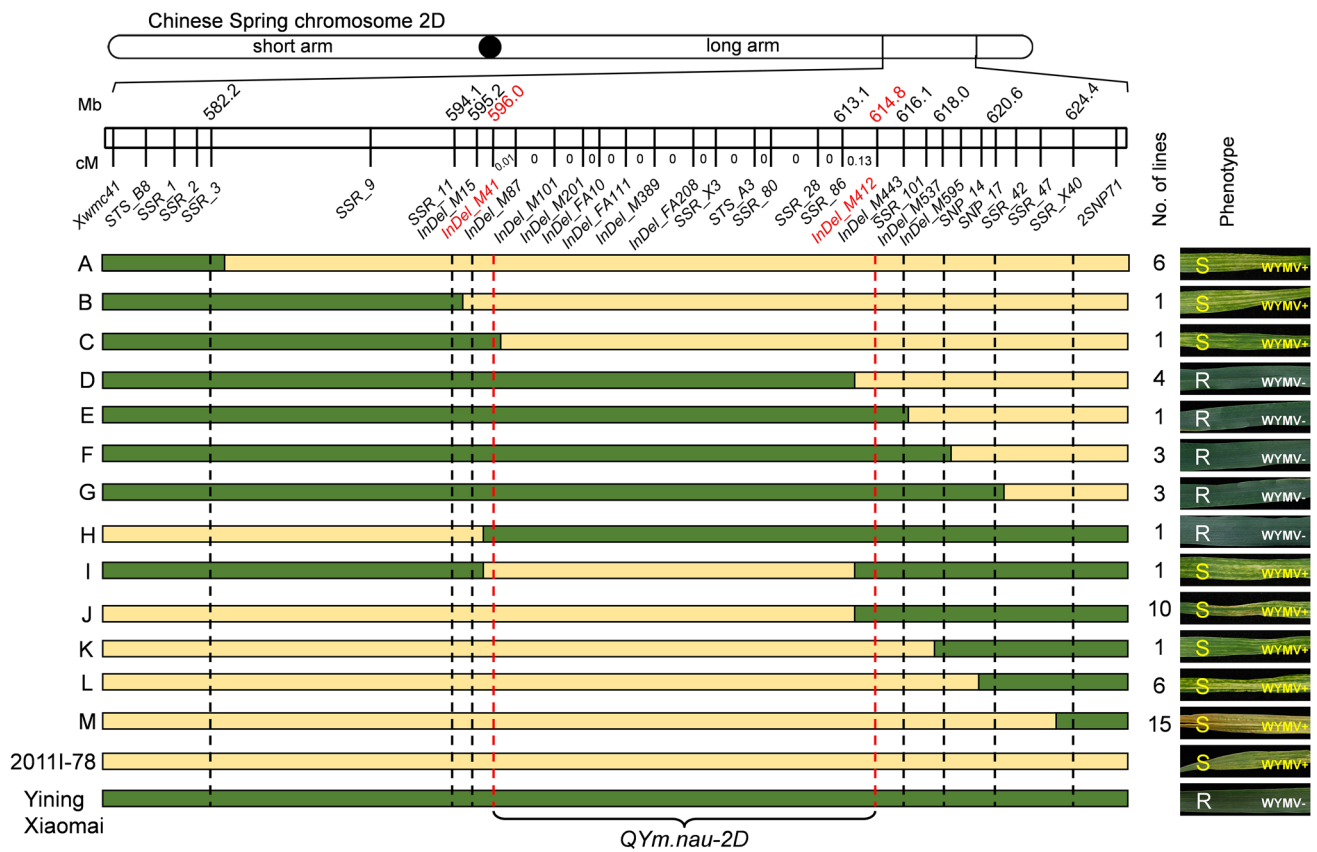 Chinese Spring chromosome 2D
short arm long arm
Mb 582.2 594.1 595.2 596.0 613.1 614.8 616.1 618.0 620.6 624.4
cM 0.01 0 0 0 0 0 0 0 0 0 0 0 0.13
Xwmc41 STS_B8 SSR_1 SSR_2 SSR_3 SSR_9 SSR_11 InDel_M15 InDel_M41 InDel_M87 InDel_M101 InDel_M201 InDel_FA10 InDel_FA111 InDel_M389 InDel_FA208 SSR_X3 STS_A3 SSR_80 SSR_28 SSR_86 InDel_M412 InDel_M443 SSR_101 InDel_M537 InDel_M595 SNP_14 SNP_17 SSR_42 SSR_47 SSR_X40 2SNP71
No. of lines
Phenotype
A 6 S WYMV+
B 1 S WYMV+
C 1 S WYMV+
D 4 R WYMV-
E 1 R WYMV-
F 3 R WYMV-
G 3 R WYMV-
H 1 R WYMV-
I 1 S WYMV+
J 10 S WYMV+
K 1 S WYMV+
L 6 S WYMV+
M 15 S WYMV+
2011I-78 S WYMV+
Yining R WYMV-
Xiaomai
QYm.nau-2D